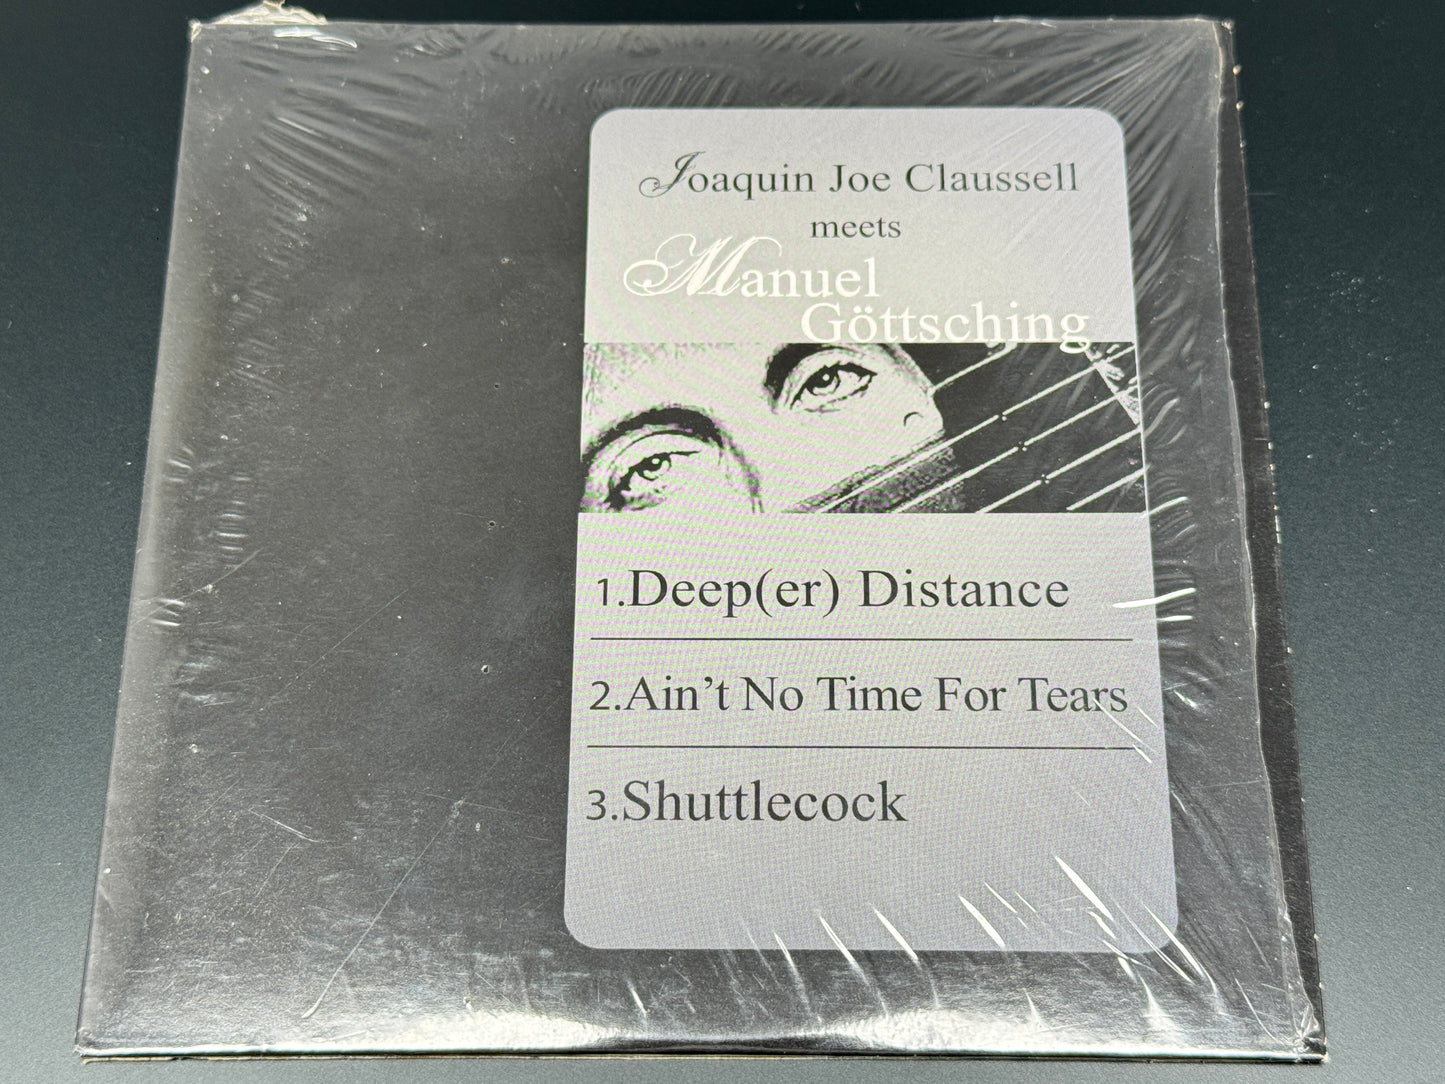 Joaquin Joe Claussell
meets
Manuel
Göttsching
1.Deep(er) Distance
2.Ain't No Time For Tears
3.Shuttlecock